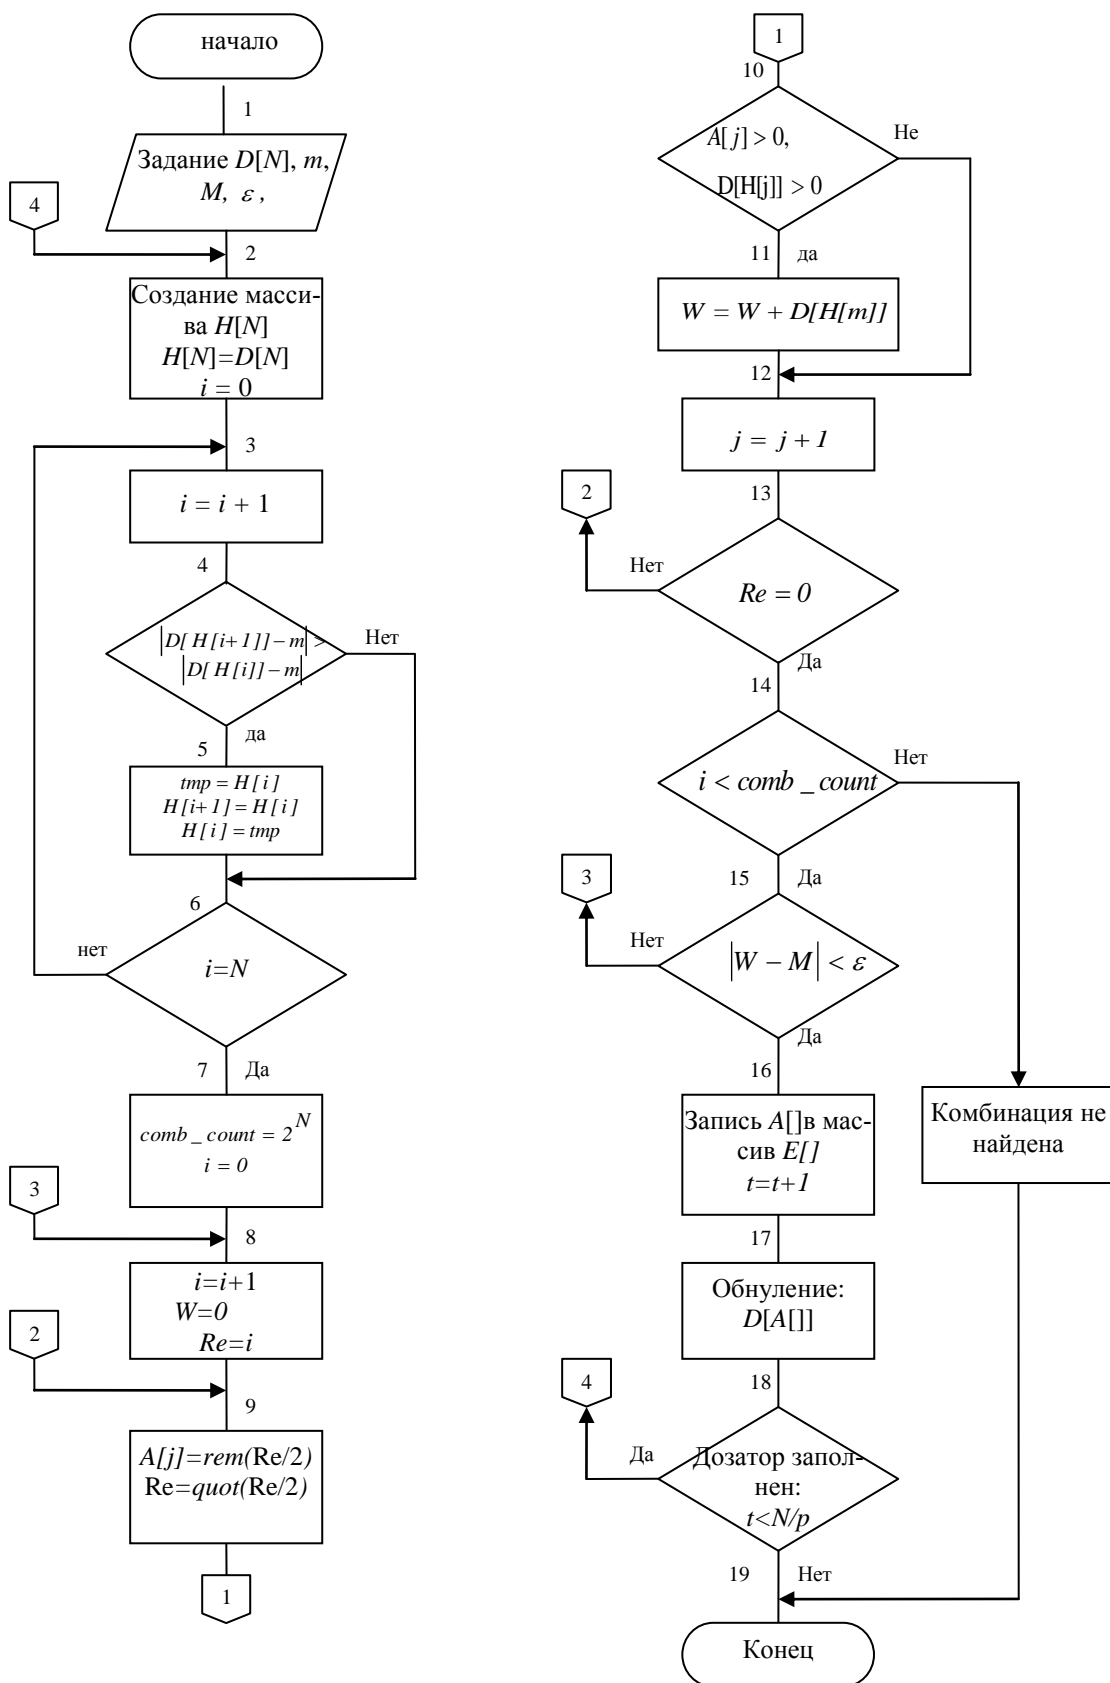 начало
1
Задание D[N], m,
M, ε ,
4
2
Создание масси-
ва H[N]
H[N]=D[N]
i = 0
3
i = i + 1
4
|D[ H[i+1]] − m| >
|D[ H[i]] − m|
Нет
5
да
tmp = H[ i ]
H[i+1] = H[ i ]
H[ i ] = tmp
6
нет
i=N
7
Да
comb _ count = 2^N
i = 0
3
8
i=i+1
W=0
Re=i
2
9
A[j]=rem(Re/2)
Re=quot(Re/2)
1
1
10
A[ j] > 0,
D[H[j]] > 0
Не
11
да
W = W + D[H[m]]
12
j = j + 1
2
13
Нет
Re = 0
Да
14
i < comb _ count
Нет
3
15
Да
Нет
|W − M| < ε
Да
16
Запись A[]в мас-
сив E[]
t=t+1
Комбинация не
найдена
17
Обнуление:
D[A[]]
4
18
Да
Дозатор запол-
нен:
t<N/p
19
Нет
Конец